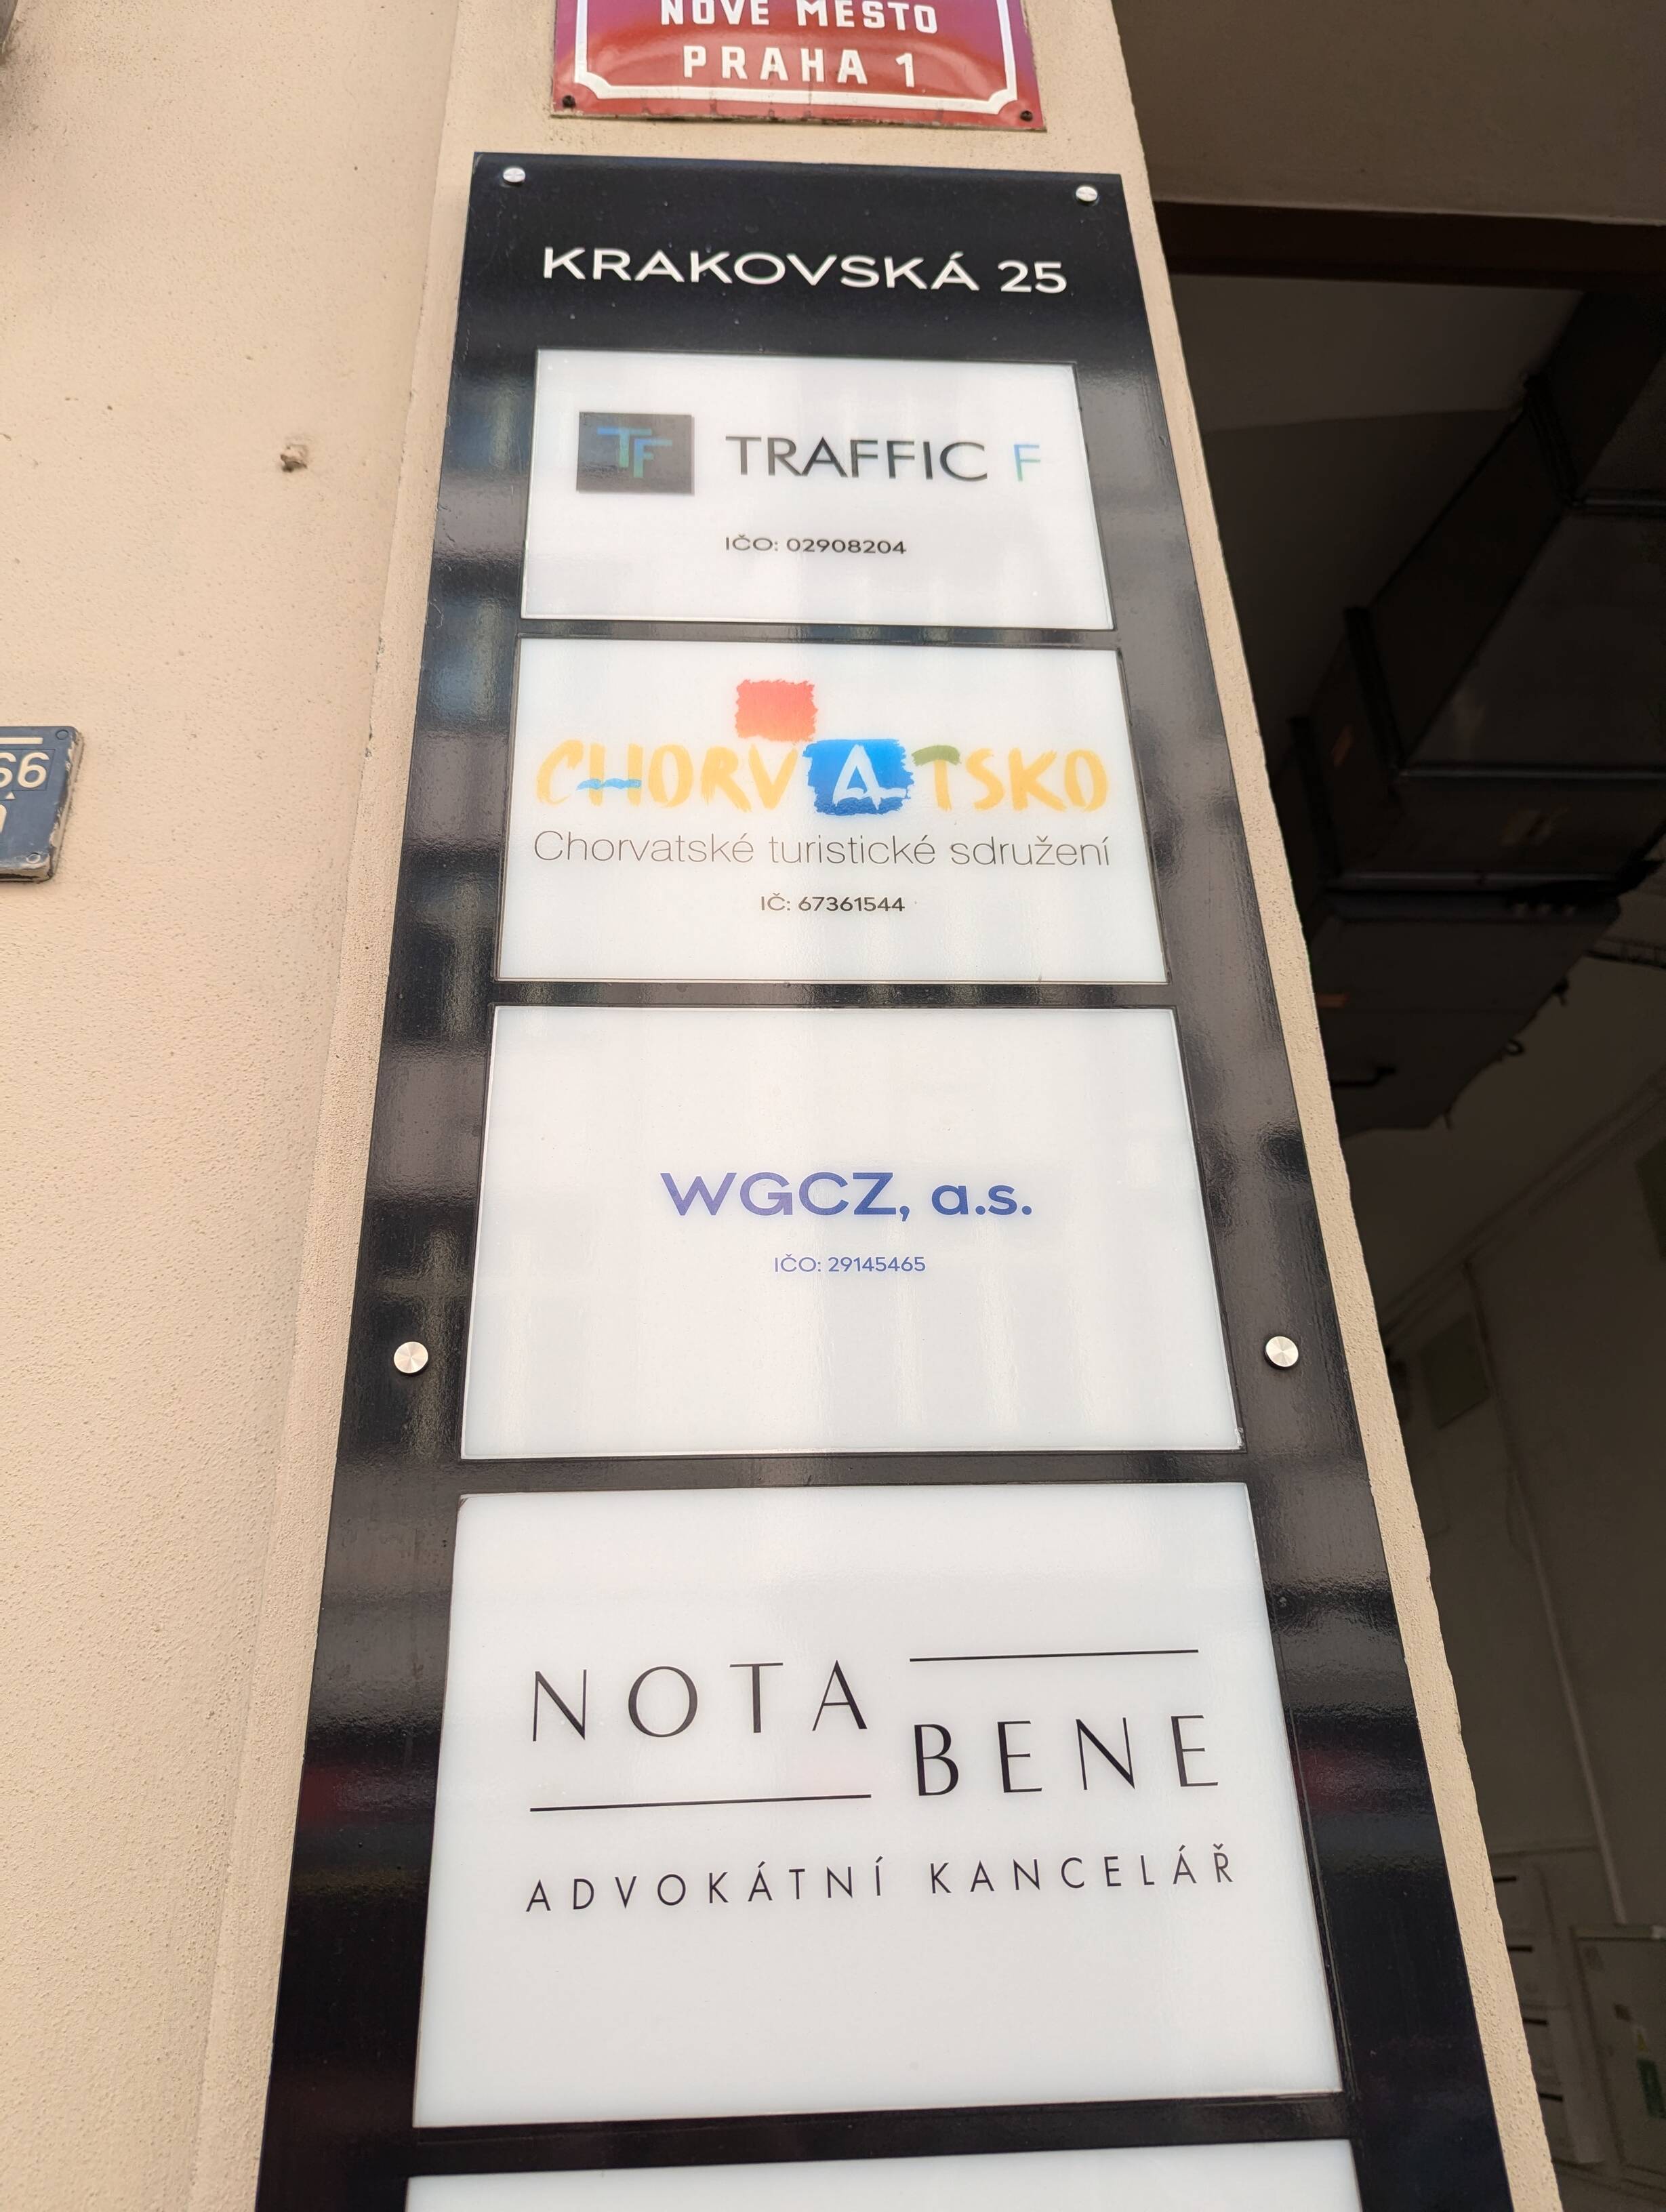 NOVÉ MĚSTO
PRAHA 1
KRAKOVSKÁ 25
TF TRAFFIC F
IČO: 02908204
CHORVATSKO
Chorvatské turistické sdružení
IČ: 67361544
WGCZ, a.s.
IČO: 29145465
NOTA
BENE
ADVOKÁTNÍ KANCELÁŘ